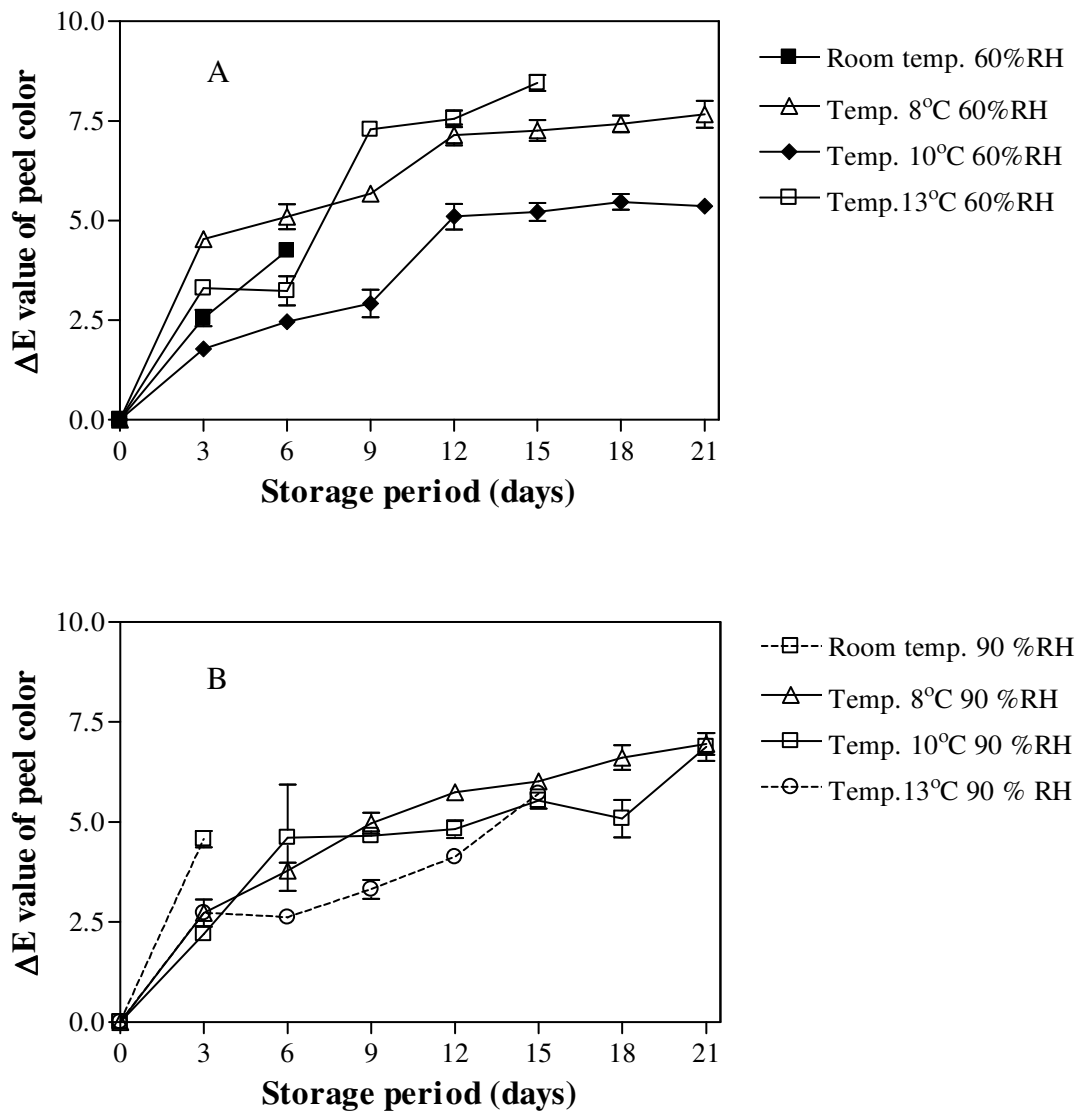 10.0
7.5
5.0
2.5
0.0
ΔE value of peel color
A
0 3 6 9 12 15 18 21
Storage period (days)
Room temp. 60%RH
Temp. 8°C 60%RH
Temp. 10°C 60%RH
Temp.13°C 60%RH
10.0
7.5
5.0
2.5
0.0
ΔE value of peel color
B
0 3 6 9 12 15 18 21
Storage period (days)
Room temp. 90 %RH
Temp. 8°C 90 %RH
Temp. 10°C 90 %RH
Temp.13°C 90 % RH